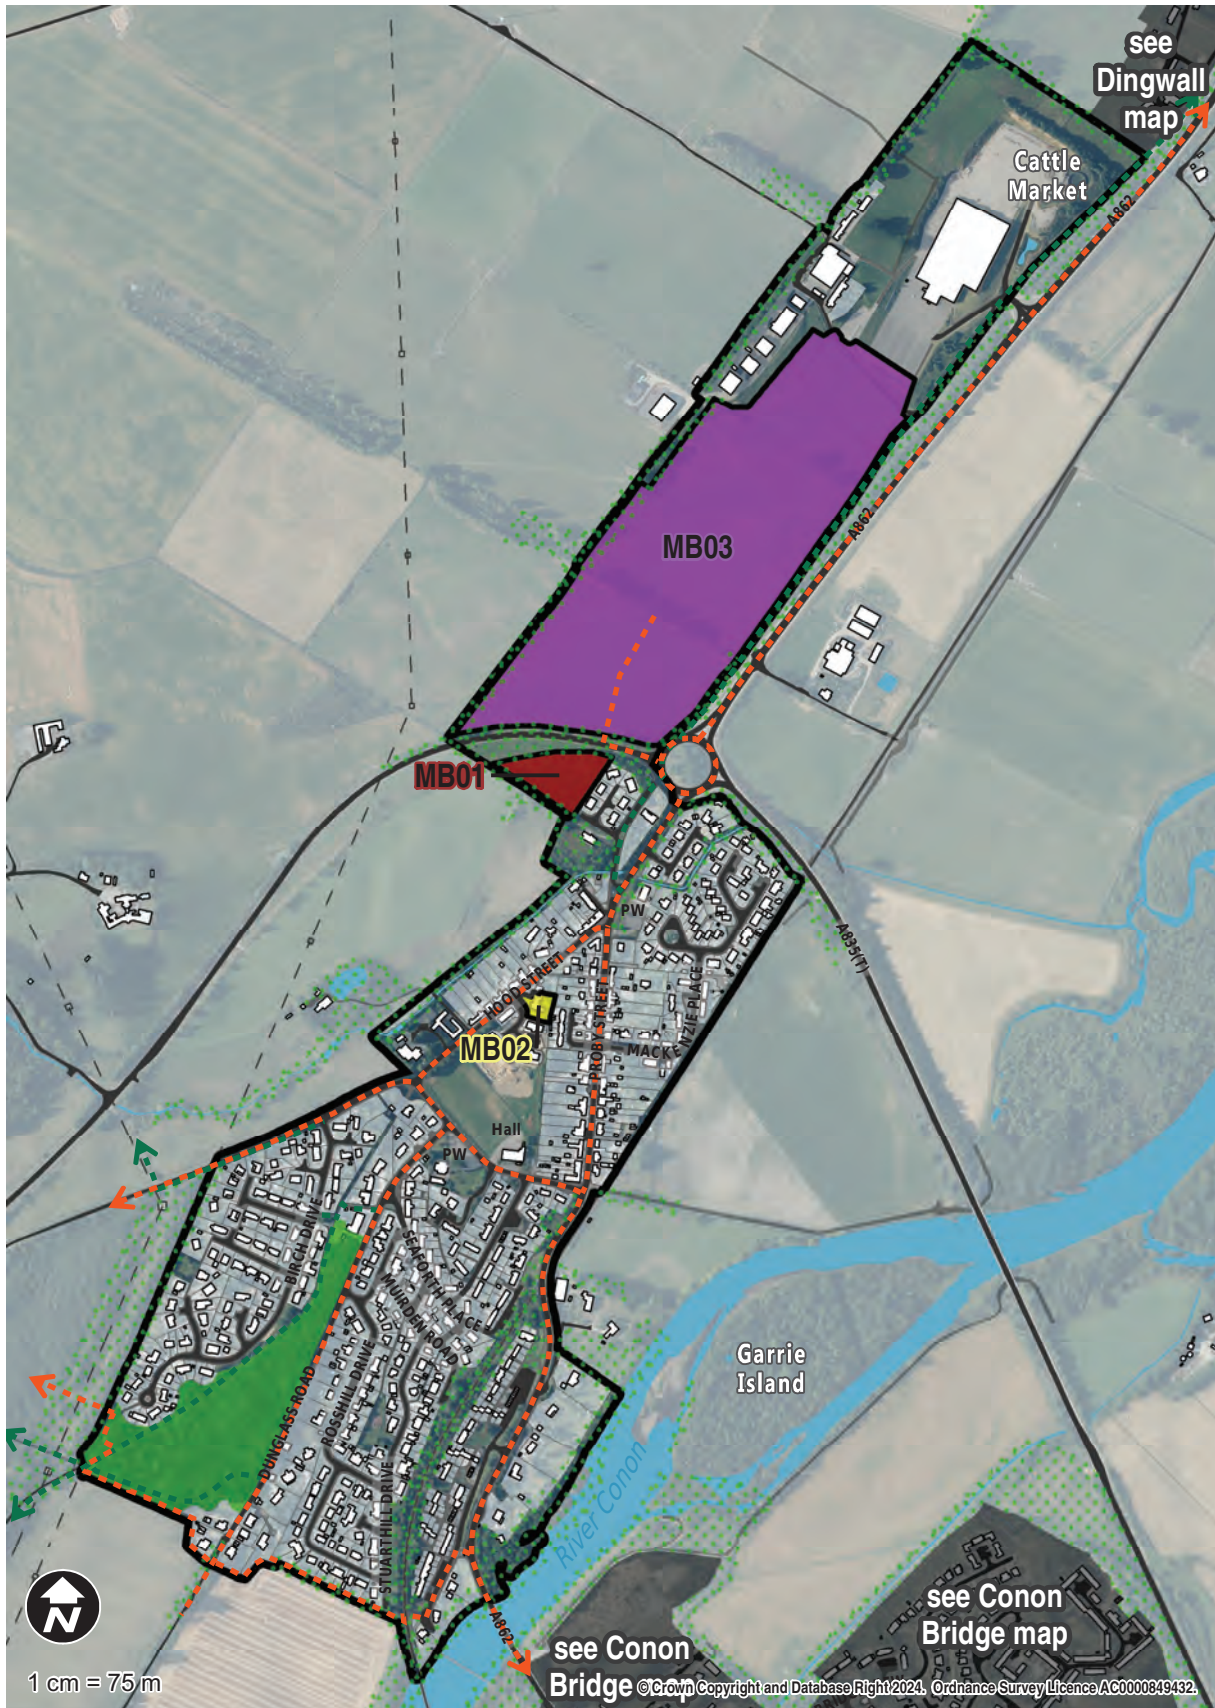 see
Dingwall
map
Cattle
Market
A862
A862
MB03
MB01
PW
A835(T)
HOOD STREET
MB02
PROBY STREET
MACKENZIE PLACE
Hall
PW
BIRCH DRIVE
SEAFORTH PLACE
MUIRDEN ROAD
Garrie
Island
DUNGLASS ROAD
ROSSHILL DRIVE
STUARTHILL DRIVE
River Conon
A862
see Conon
Bridge map
see Conon
Bridge map
N
1 cm = 75 m
© Crown Copyright and Database Right 2024. Ordnance Survey Licence AC0000849432.